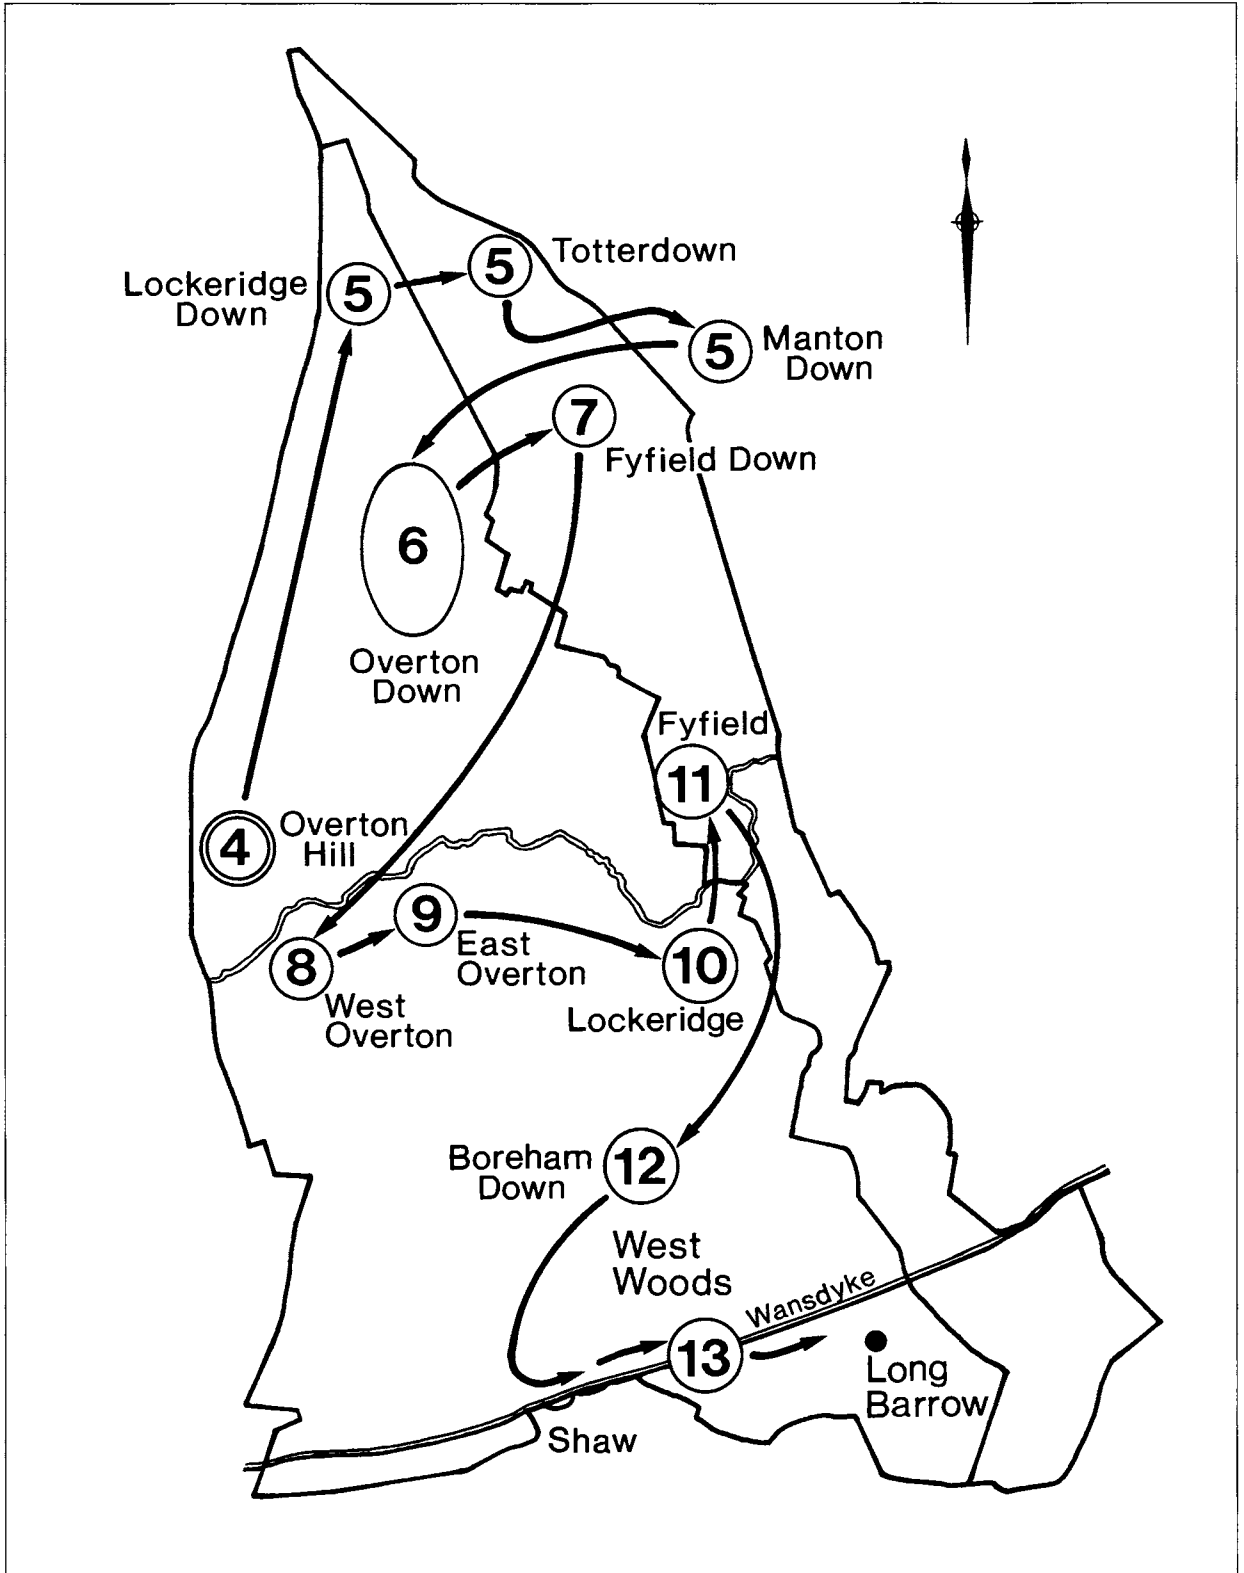 Totterdown
5
Lockeridge
Down
5
5
Manton
Down
7
Fyfield Down
6
Overton
Down
Fyfield
11
4
Overton
Hill
9
East
Overton
8
West
Overton
10
Lockeridge
Boreham
Down
12
West
Woods
Wansdyke
13
Long
Barrow
Shaw